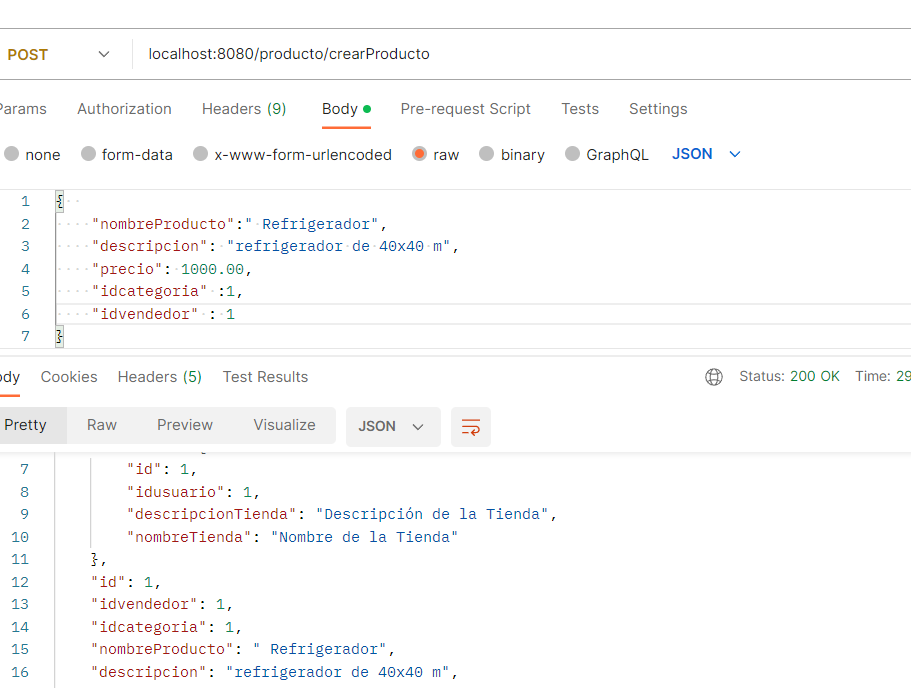 POST localhost:8080/producto/crearProducto
Params Authorization Headers (9) Body Pre-request Script Tests Settings
none form-data x-www-form-urlencoded raw binary GraphQL JSON
1 {
2 "nombreProducto":" Refrigerador",
3 "descripcion": "refrigerador de 40x40 m",
4 "precio": 1000.00,
5 "idcategoria" :1,
6 "idvendedor" : 1
7 }
ody Cookies Headers (5) Test Results Status: 200 OK Time: 29
Pretty Raw Preview Visualize JSON
7 "id": 1,
8 "idusuario": 1,
9 "descripcionTienda": "Descripción de la Tienda",
10 "nombreTienda": "Nombre de la Tienda"
11 },
12 "id": 1,
13 "idvendedor": 1,
14 "idcategoria": 1,
15 "nombreProducto": " Refrigerador",
16 "descripcion": "refrigerador de 40x40 m",